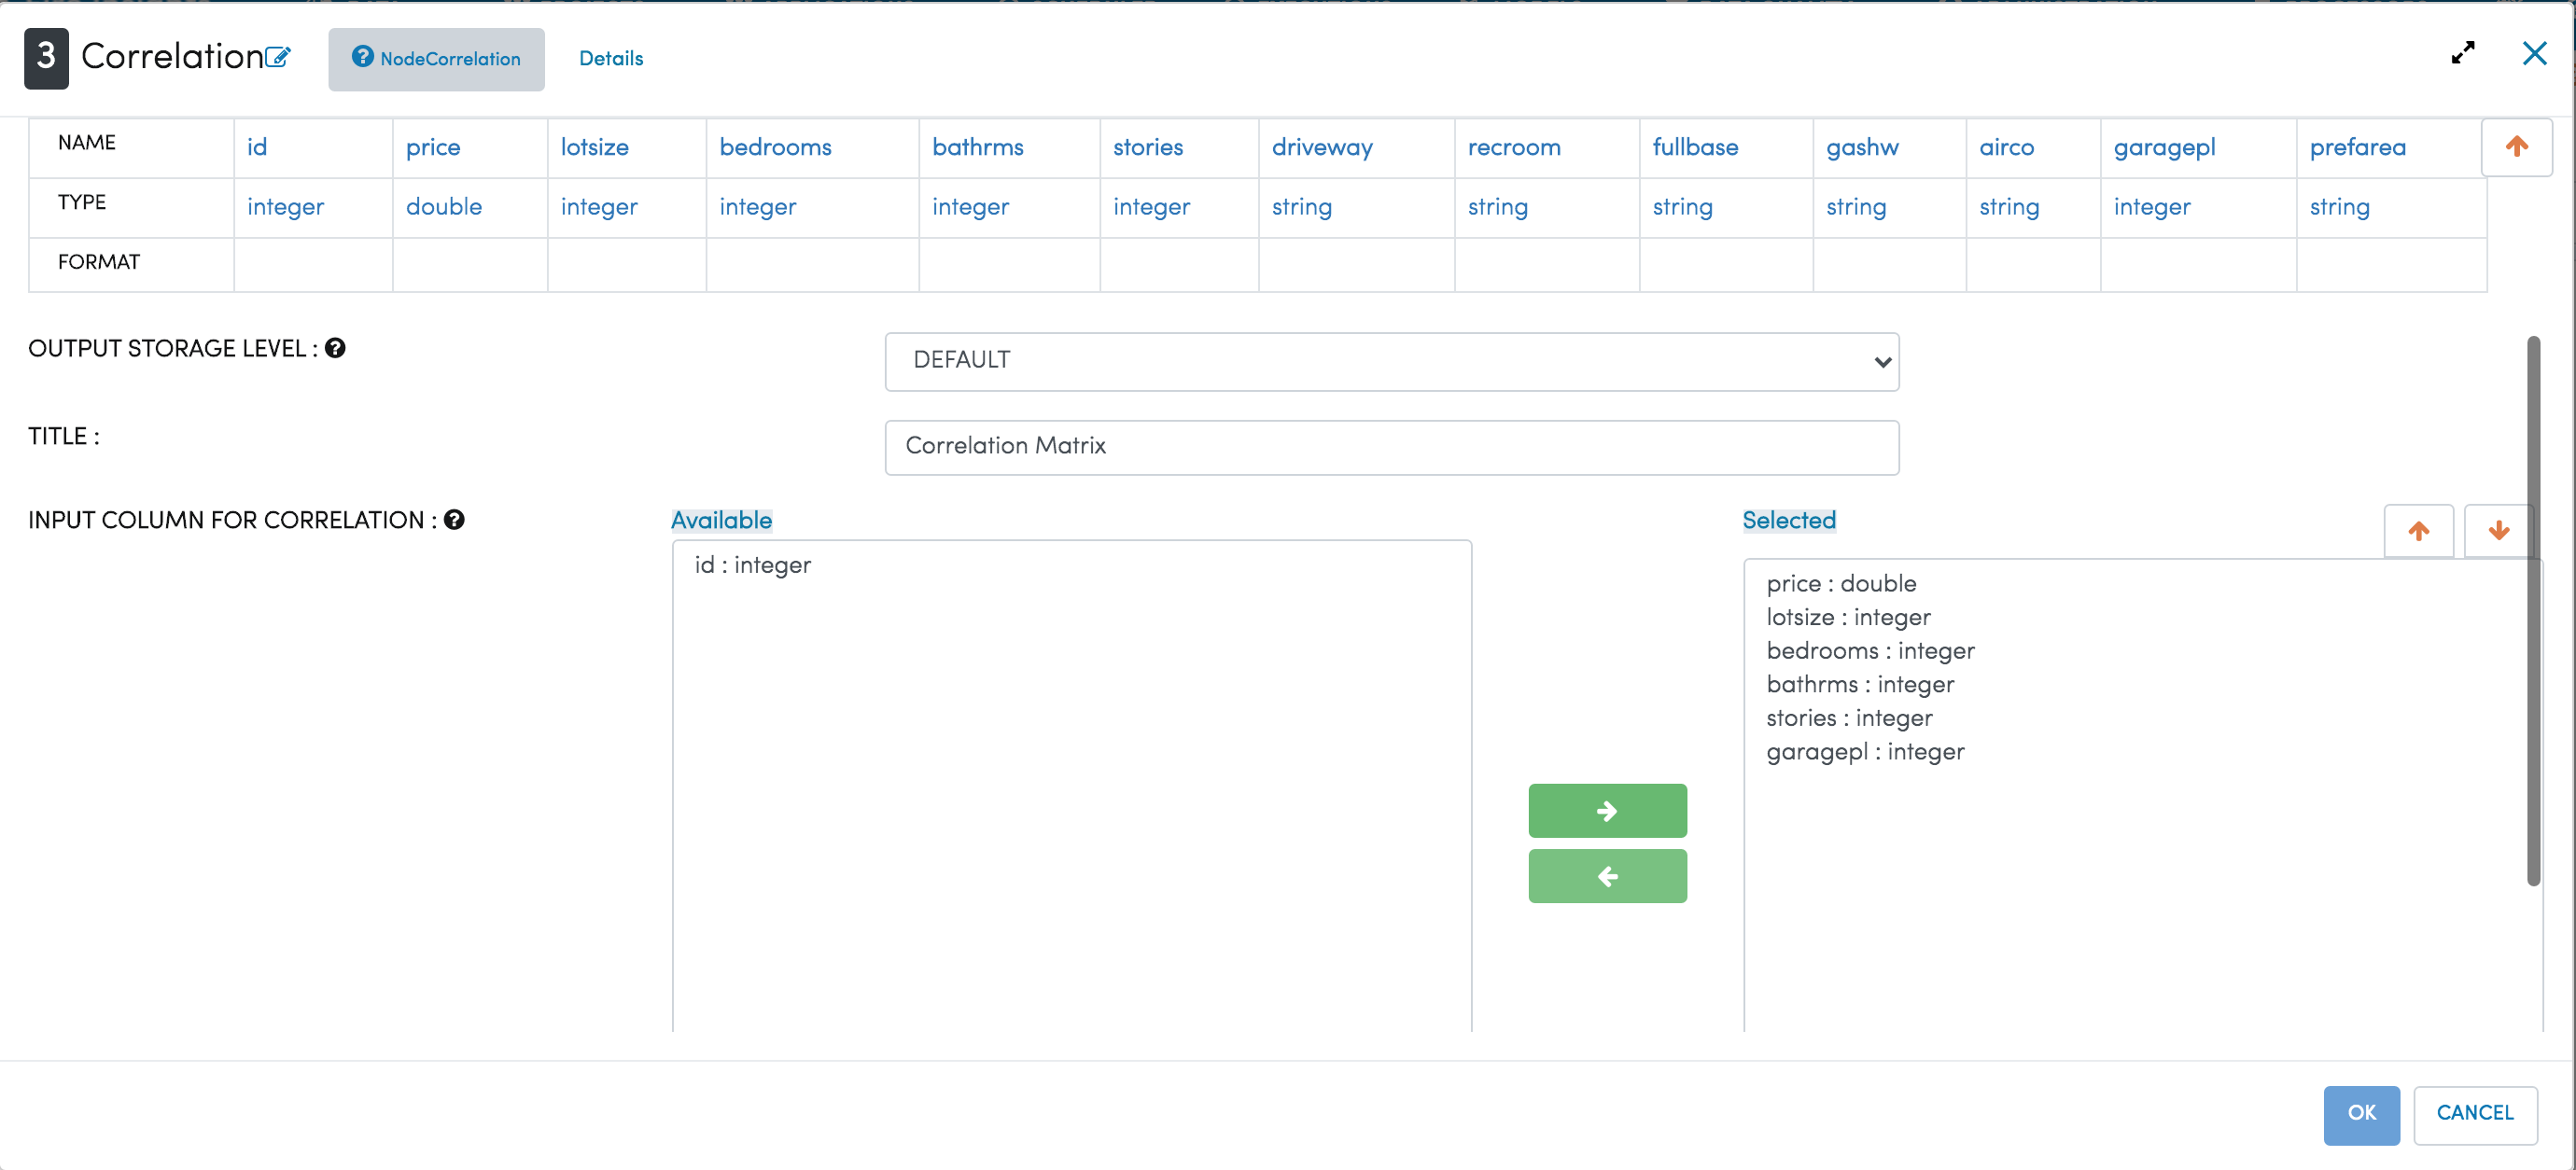 3 Correlation NodeCorrelation Details
NAME id price lotsize bedrooms bathrms stories driveway recroom fullbase gashw airco garagepl prefarea
TYPE integer double integer integer integer integer string string string string string integer string
FORMAT
OUTPUT STORAGE LEVEL : DEFAULT
TITLE : Correlation Matrix
INPUT COLUMN FOR CORRELATION : Available Selected
id : integer
price : double
lotsize : integer
bedrooms : integer
bathrms : integer
stories : integer
garagepl : integer
OK CANCEL